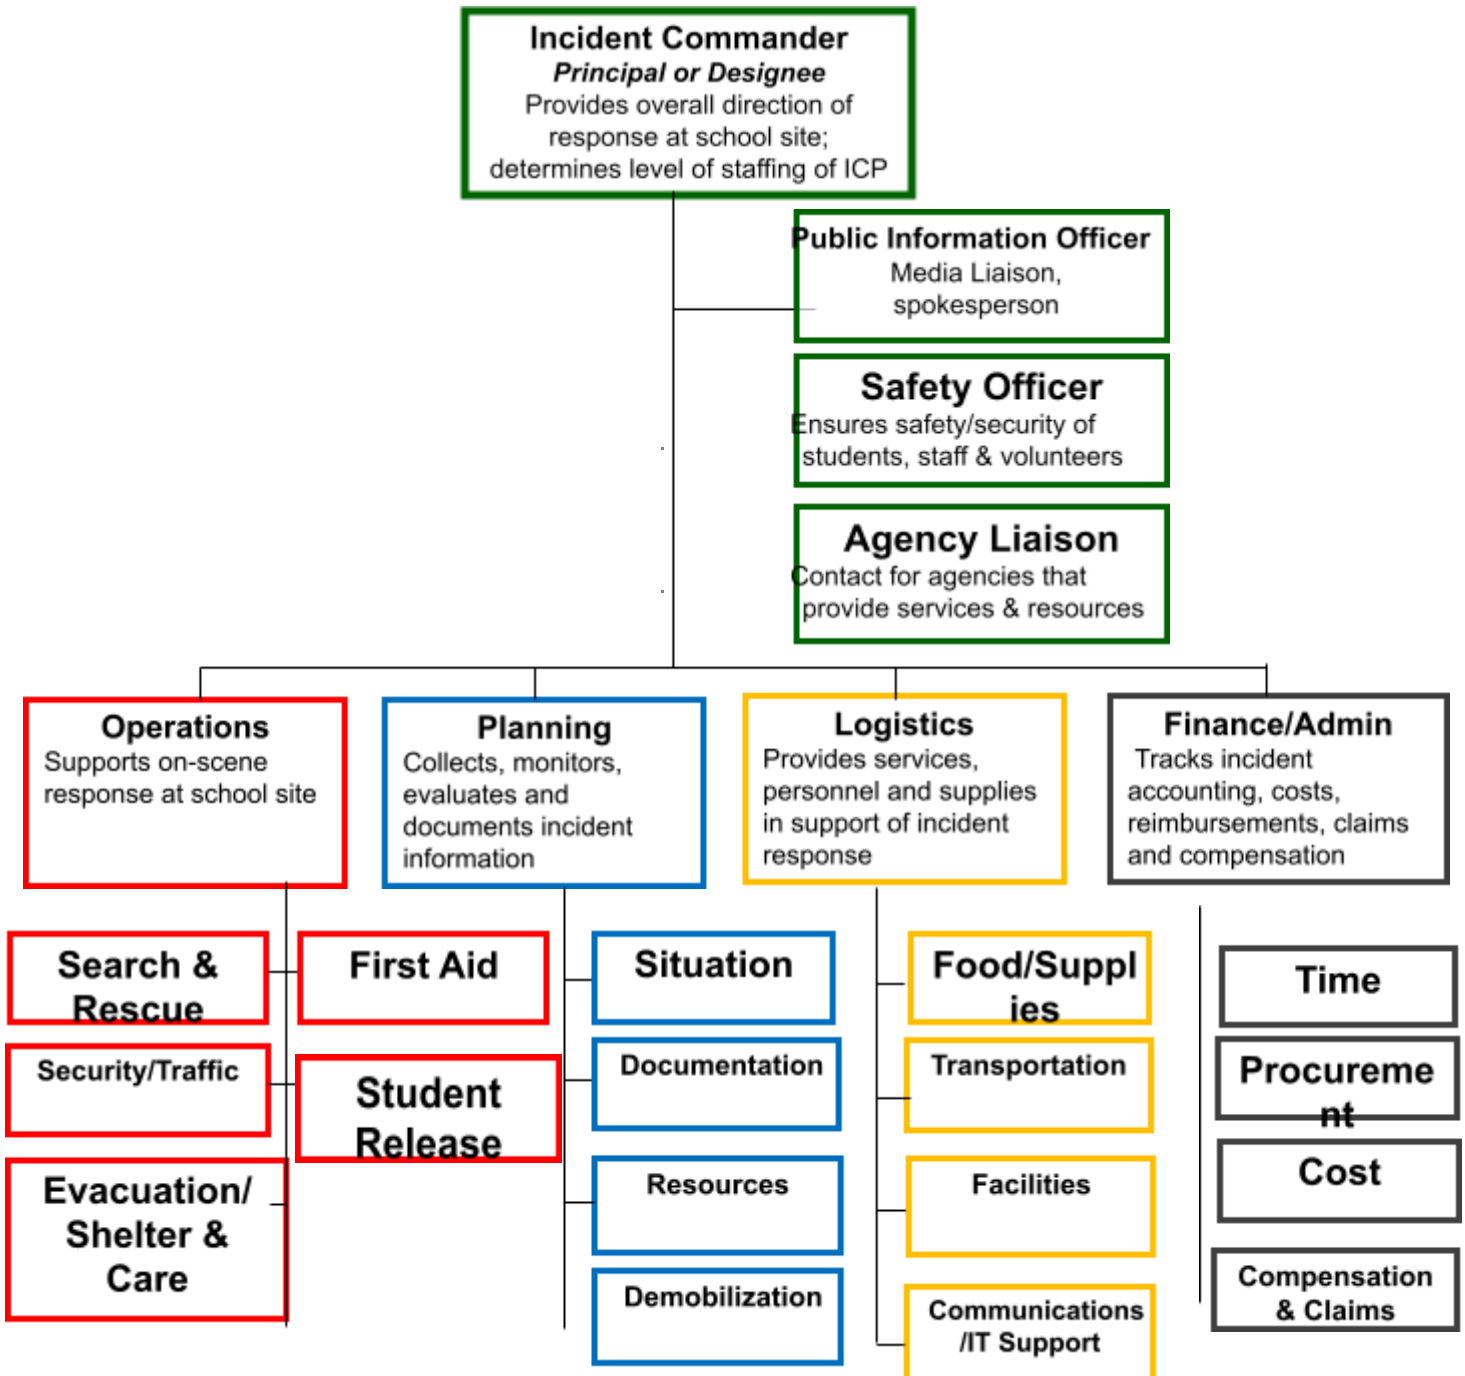 Incident Commander
Principal or Designee
Provides overall direction of
response at school site;
determines level of staffing of ICP
Public Information Officer
Media Liaison,
spokesperson
Safety Officer
Ensures safety/security of
students, staff & volunteers
Agency Liaison
Contact for agencies that
provide services & resources
Operations
Supports on-scene
response at school site
Planning
Collects, monitors,
evaluates and
documents incident
information
Logistics
Provides services,
personnel and supplies
in support of incident
response
Finance/Admin
Tracks incident
accounting, costs,
reimbursements, claims
and compensation
Search &
Rescue
First Aid
Security/Traffic
Student
Release
Evacuation/
Shelter &
Care
Situation
Documentation
Resources
Demobilization
Food/Suppl
ies
Transportation
Facilities
Communications
/IT Support
Time
Procureme
nt
Cost
Compensation
& Claims